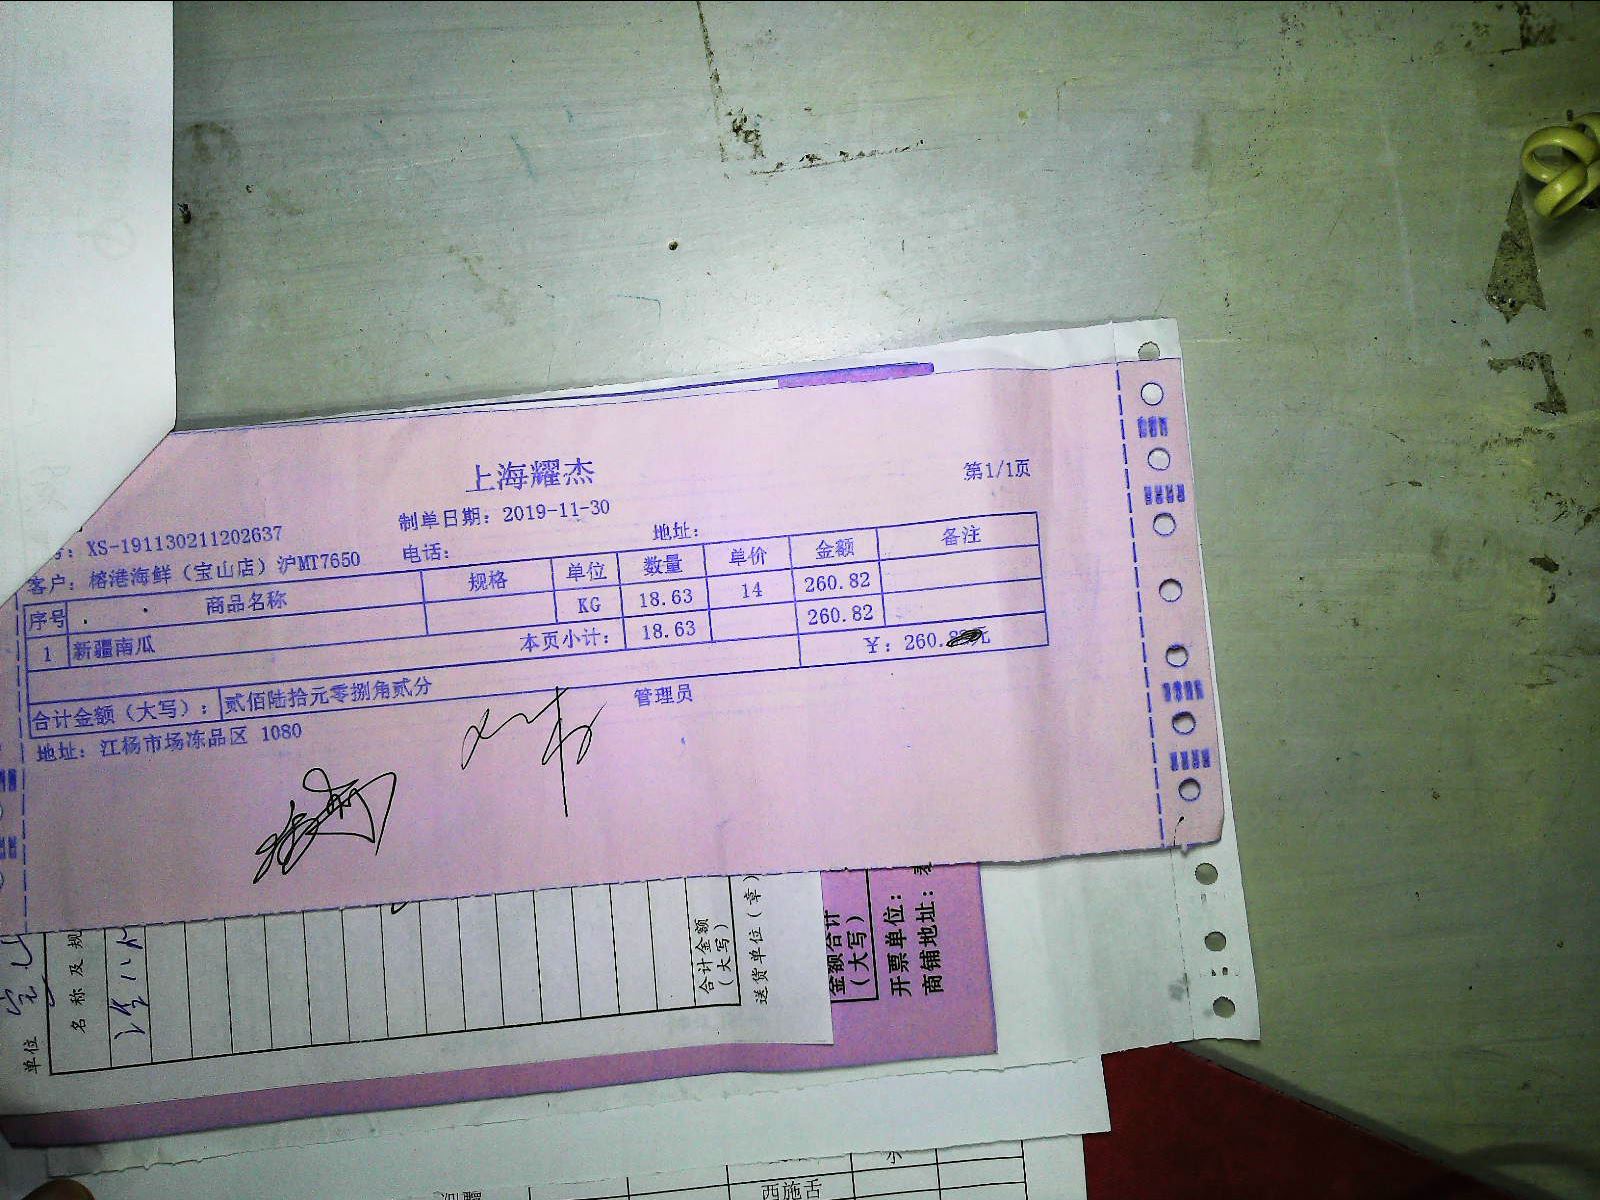 上海耀杰
第1/1页
制单日期：2019-11-30
号：XS-191130211202637
地址：
客户：榕港海鲜（宝山店）沪MT7650 电话：
序号 商品名称 规格 单位 数量 单价 金额 备注
1 新疆南瓜 KG 18.63 14 260.82
本页小计： 18.63 260.82
合计金额（大写）： 贰佰陆拾元零捌角贰分 ¥：260.元
地址：江杨市场冻品区 1080
管理员
单位
名称及规
合计金额
（大写）
送货单位（章）
金额合计
（大写）
开票单位：
商铺地址：
西施舌